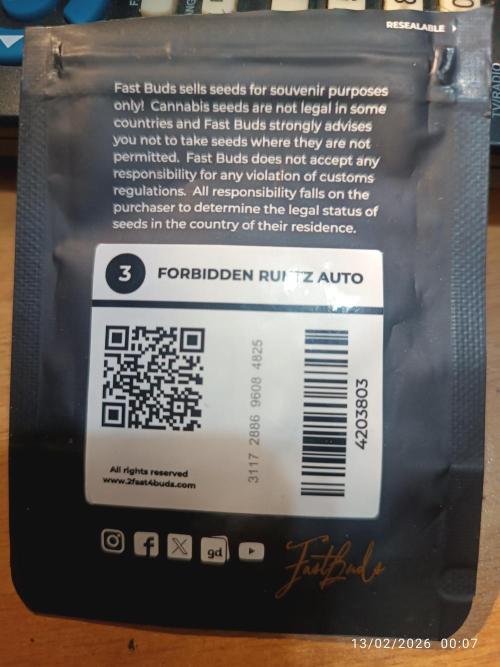 RESEALABLE
Fast Buds sells seeds for souvenir purposes
only! Cannabis seeds are not legal in some
countries and Fast Buds strongly advises
you not to take seeds where they are not
permitted. Fast Buds does not accept any
responsibility for any violation of customs
regulations. All responsibility falls on the
purchaser to determine the legal status of
seeds in the country of their residence.
3 FORBIDDEN RUNTZ AUTO
3117 2886 9608 4825
4203803
All rights reserved
www.2fast4buds.com
gd
FastBuds
13/02/2026 00:07